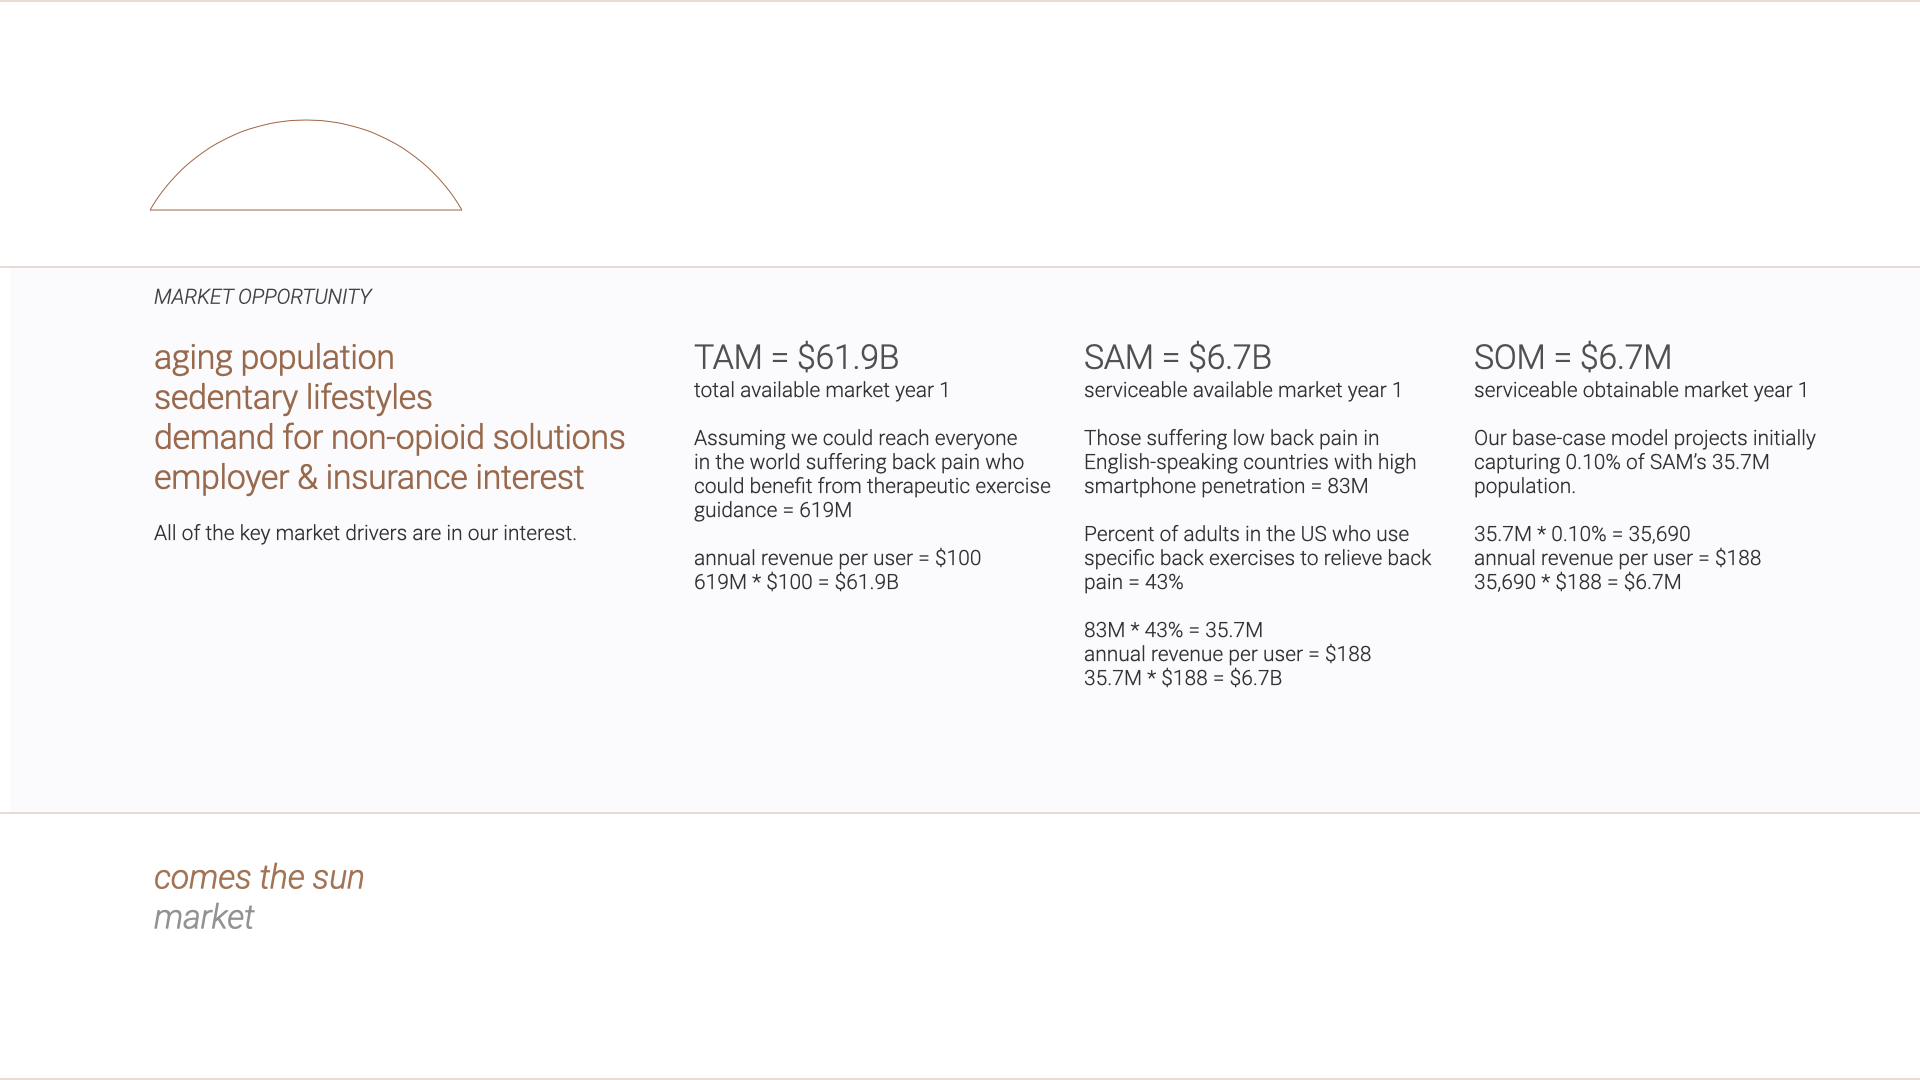 MARKET OPPORTUNITY
aging population
sedentary lifestyles
demand for non-opioid solutions
employer & insurance interest
All of the key market drivers are in our interest.
TAM = $61.9B
total available market year 1
Assuming we could reach everyone
in the world suffering back pain who
could benefit from therapeutic exercise
guidance = 619M
annual revenue per user = $100
619M * $100 = $61.9B
SAM = $6.7B
serviceable available market year 1
Those suffering low back pain in
English-speaking countries with high
smartphone penetration = 83M
Percent of adults in the US who use
specific back exercises to relieve back
pain = 43%
83M * 43% = 35.7M
annual revenue per user = $188
35.7M * $188 = $6.7B
SOM = $6.7M
serviceable obtainable market year 1
Our base-case model projects initially
capturing 0.10% of SAM’s 35.7M
population.
35.7M * 0.10% = 35,690
annual revenue per user = $188
35,690 * $188 = $6.7M
comes the sun
market